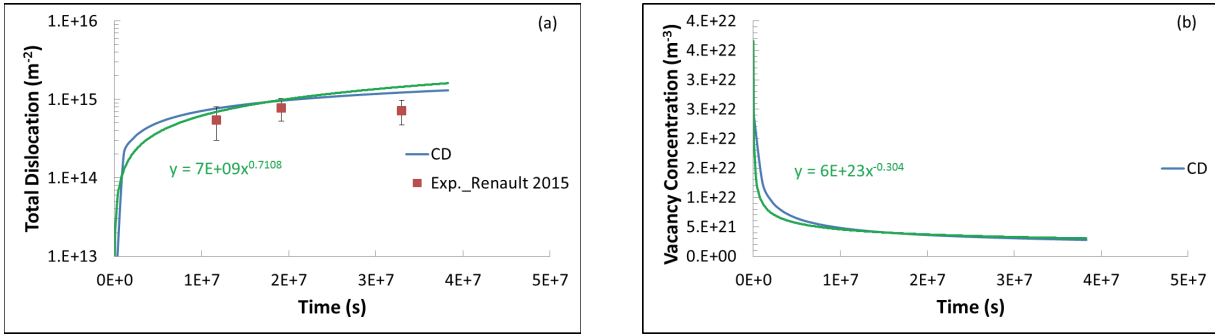 (a)
Total Dislocation (m-2)
1.E+16
1.E+15
1.E+14
1.E+13
y = 7E+09x0.7108
CD
Exp._Renault 2015
0E+0 1E+7 2E+7 3E+7 4E+7 5E+7
Time (s)
(b)
Vacancy Concentration (m-3)
4.E+22
4.E+22
3.E+22
3.E+22
2.E+22
2.E+22
1.E+22
5.E+21
0.E+00
y = 6E+23x-0.304
CD
0E+0 1E+7 2E+7 3E+7 4E+7 5E+7
Time (s)